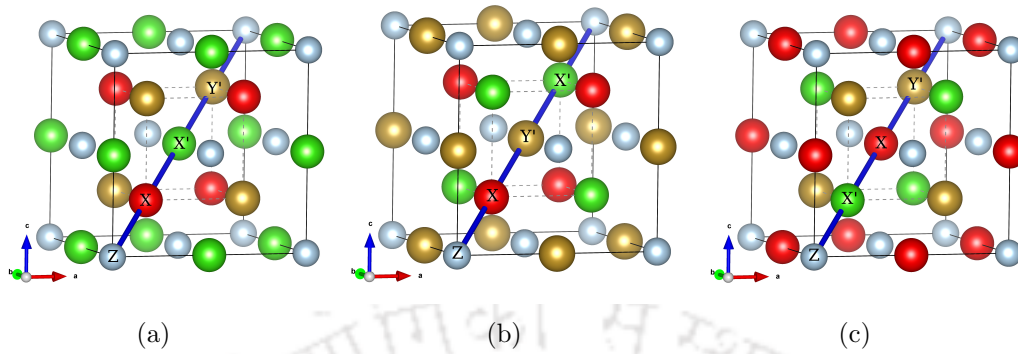 Y' X' X Z c b a
X' Y' X Z c b a
Y' X X' Z c b a
(a) (b) (c)